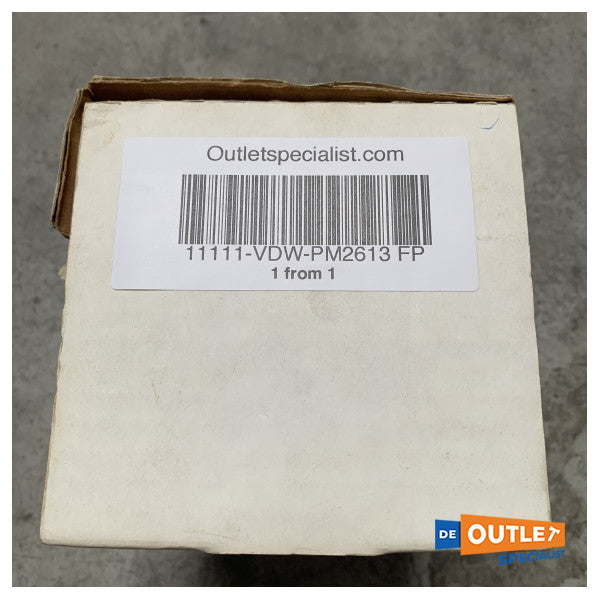 Outletspecialist.com
11111-VDW-PM2613 FP
1 from 1
DE OUTLET
SPECIALIST